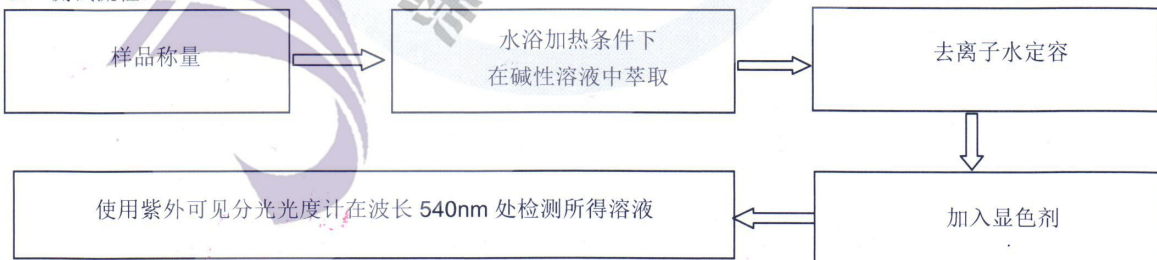 样品称量
水浴加热条件下
在碱性溶液中萃取
去离子水定容
使用紫外可见分光光度计在波长 540nm 处检测所得溶液
加入显色剂